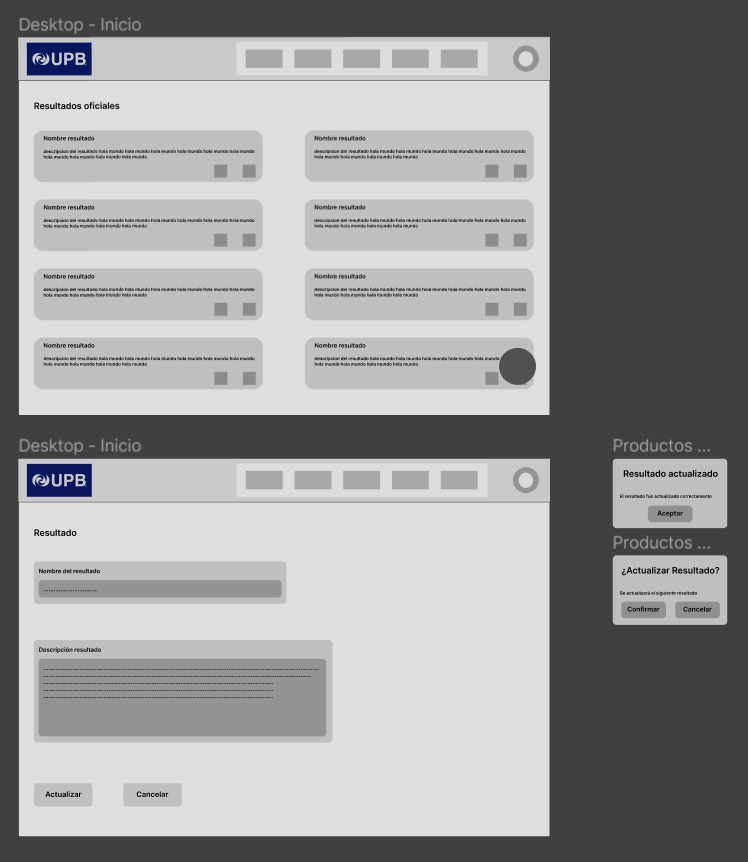 Desktop - Inicio
UPB
Resultados oficiales
Nombre resultado
descripcion del resultado hola mundo hola mundo hola mundo hola mundo hola mundo
hola mundo hola mundo hola mundo hola mundo
Nombre resultado
descripcion del resultado hola mundo hola mundo hola mundo hola mundo hola mundo
hola mundo hola mundo hola mundo hola mundo
Nombre resultado
descripcion del resultado hola mundo hola mundo hola mundo hola mundo hola mundo
hola mundo hola mundo hola mundo hola mundo
Nombre resultado
descripcion del resultado hola mundo hola mundo hola mundo hola mundo hola mundo
hola mundo hola mundo hola mundo hola mundo
Nombre resultado
descripcion del resultado hola mundo hola mundo hola mundo hola mundo hola mundo
hola mundo hola mundo hola mundo hola mundo
Nombre resultado
descripcion del resultado hola mundo hola mundo hola mundo hola mundo hola mundo
hola mundo hola mundo hola mundo hola mundo
Nombre resultado
descripcion del resultado hola mundo hola mundo hola mundo hola mundo hola mundo
hola mundo hola mundo hola mundo hola mundo
Nombre resultado
descripcion del resultado hola mundo hola mundo hola mundo hola mundo
hola mundo hola mundo hola mundo hola mundo
Desktop - Inicio
UPB
Resultado
Nombre del resultado
Descripción resultado
Actualizar
Cancelar
Productos ...
Resultado actualizado
El resultado fue actualizado correctamente
Aceptar
Productos ...
¿Actualizar Resultado?
Se actualizará el siguiente resultado
Confirmar
Cancelar